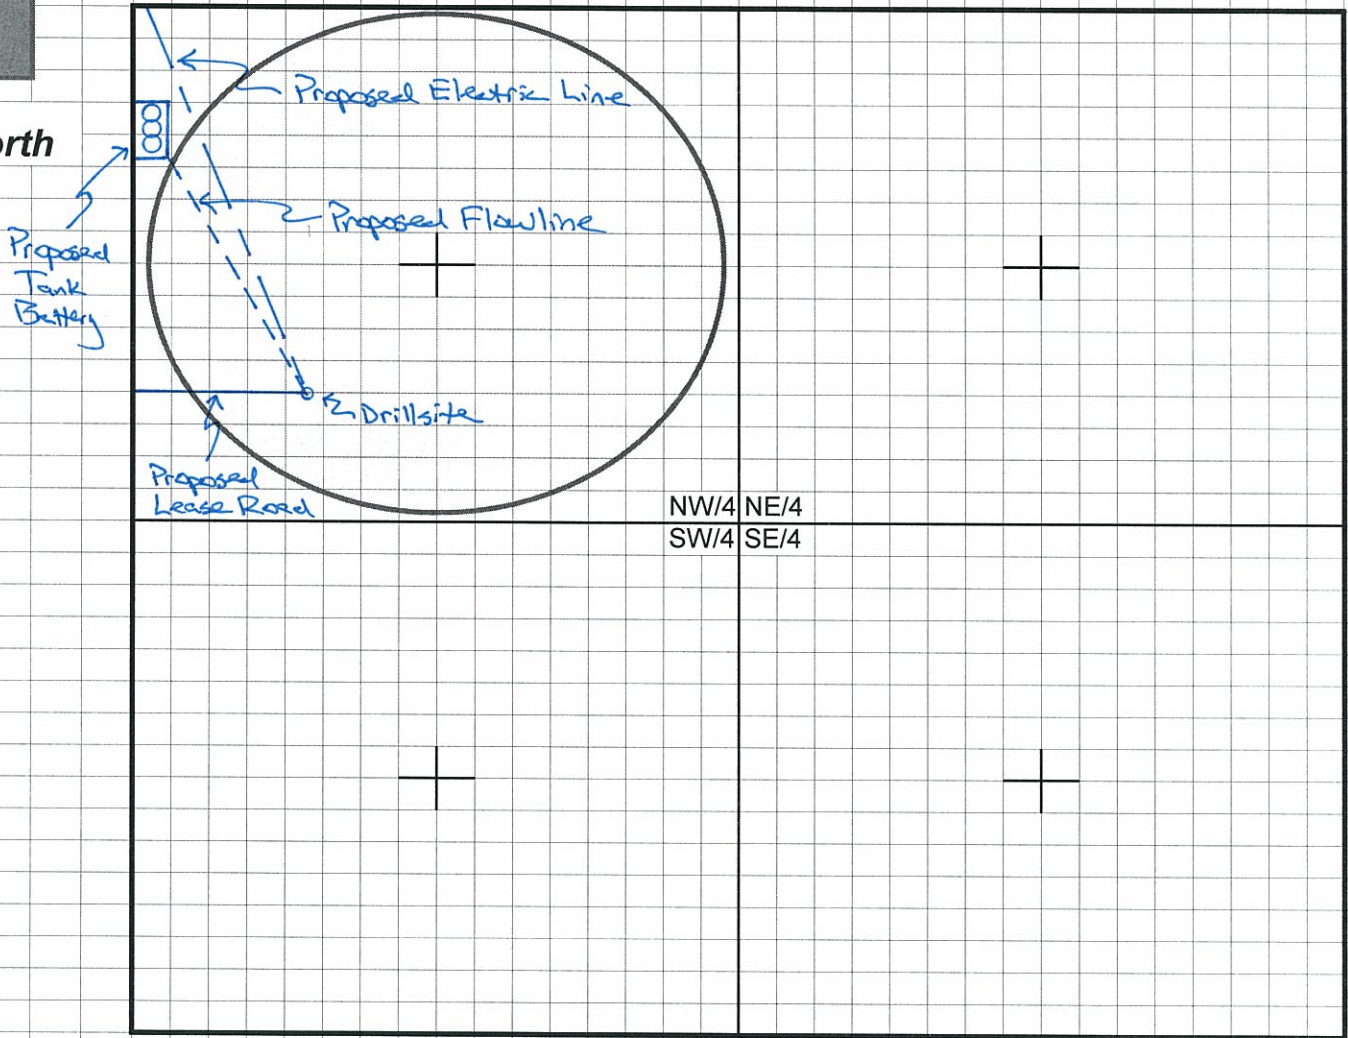 Proposed Electric Line
orth
Proposed Flowline
Proposed
Tank
Battery
Drillsite
Proposed
Lease Road
NW/4 NE/4
SW/4 SE/4